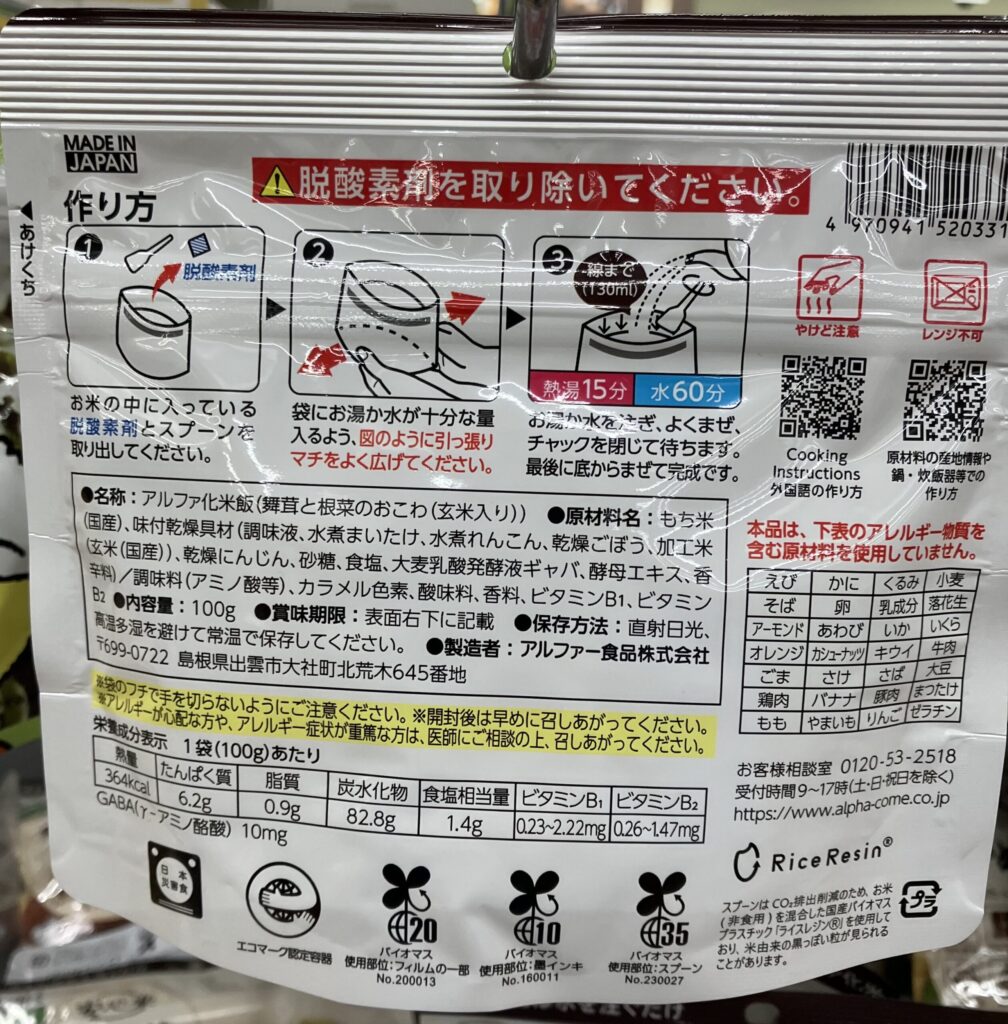 MADE IN
JAPAN
⚠脱酸素剤を取り除いてください。
4 970941 520331
◀あけくち
作り方
❶
脱酸素剤
お米の中に入っている
脱酸素剤とスプーンを
取り出してください。
❷
袋にお湯か水が十分な量
入るよう、図のように引っ張り
マチをよく広げてください。
❸
線まで
(130ml)
熱湯15分 水60分
お湯か水を注ぎ、よくまぜ、
チャックを閉じて待ちます。
最後に底からまぜて完成です。
やけど注意
レンジ不可
Cooking
Instructions
外国語の作り方
原材料の産地情報や
鍋・炊飯器等での
作り方
●名称:アルファ化米飯(舞茸と根菜のおこわ(玄米入り)) ●原材料名:もち米
(国産)、味付乾燥具材(調味液、水煮まいたけ、水煮れんこん、乾燥ごぼう、加工米
(玄米(国産))、乾燥にんじん、砂糖、食塩、大麦乳酸発酵液ギャバ、酵母エキス、香
辛料)/調味料(アミノ酸等)、カラメル色素、酸味料、香料、ビタミンB1、ビタミン
B2 ●内容量:100g ●賞味期限:表面右下に記載 ●保存方法:直射日光、
高温多湿を避けて常温で保存してください。 ●製造者:アルファー食品株式会社
〒699-0722 島根県出雲市大社町北荒木645番地
本品は、下表のアレルギー物質を
含む原材料を使用していません。
えび かに くるみ 小麦
そば 卵 乳成分 落花生
アーモンド あわび いか いくら
オレンジ カシューナッツ キウイ 牛肉
ごま さけ さば 大豆
鶏肉 バナナ 豚肉 まつたけ
もも やまいも りんご ゼラチン
※袋のフチで手を切らないようにご注意ください。※開封後は早めに召しあがってください。
※アレルギーが心配な方や、アレルギー症状が重篤な方は、医師にご相談の上、召しあがってください。
栄養成分表示 1袋(100g)あたり
熱量 たんぱく質 脂質 炭水化物 食塩相当量 ビタミンB1 ビタミンB2
364kcal 6.2g 0.9g 82.8g 1.4g 0.23~2.22mg 0.26~1.47mg
GABA(γ-アミノ酪酸) 10mg
お客様相談室 0120-53-2518
受付時間9~17時(土・日・祝日を除く)
https://www.alpha-come.co.jp
RiceResin®
スプーンはCO2排出削減のため、お米
(非食用)を混合した国産バイオマス
プラスチック「ライスレジン®」を使用して
おり、米由来の黒っぽい粒が見られる
ことがあります。
プラ
日本
災害食
エコマーク認定容器
20
バイオマス
使用部位:フィルムの一部
No.200013
10
バイオマス
使用部位:墨インキ
No.160011
35
バイオマス
使用部位:スプーン
No.230027